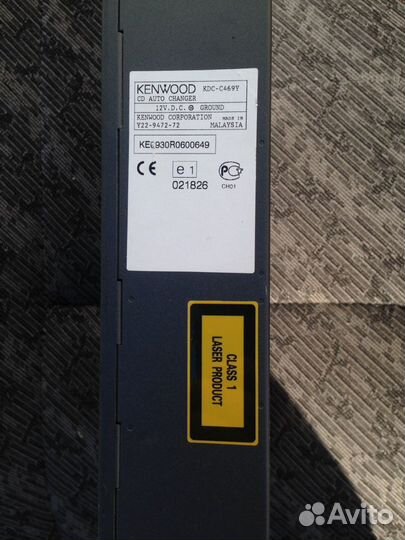 KENWOOD KDC-C469Y
CD AUTO CHANGER
12V.D.C. ⊖ GROUND
KENWOOD CORPORATION MADE IN
Y22-9472-72 MALAYSIA
CE e1 PC
021826 CH01
CLASS 1
LASER PRODUCT
Avito